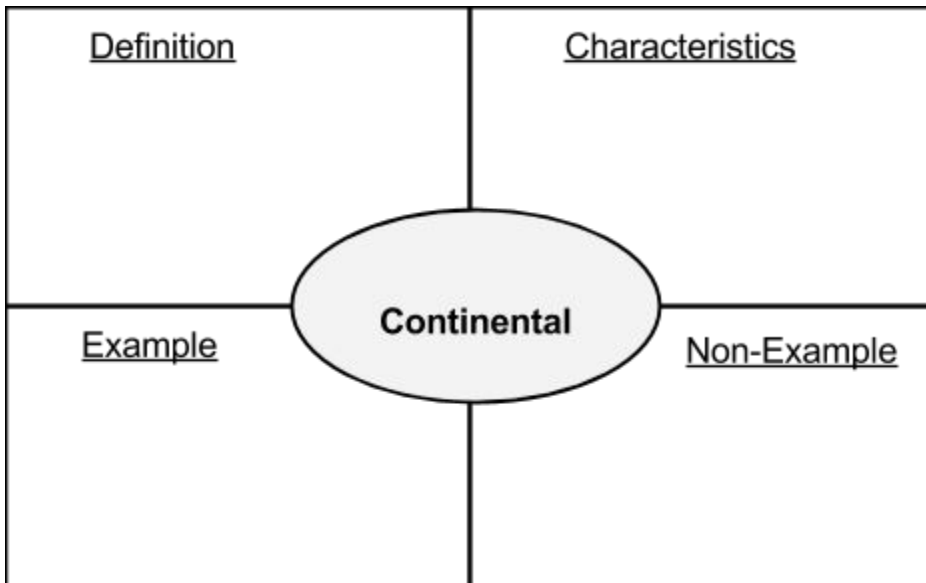 Definition
Characteristics
Continental
Example
Non-Example